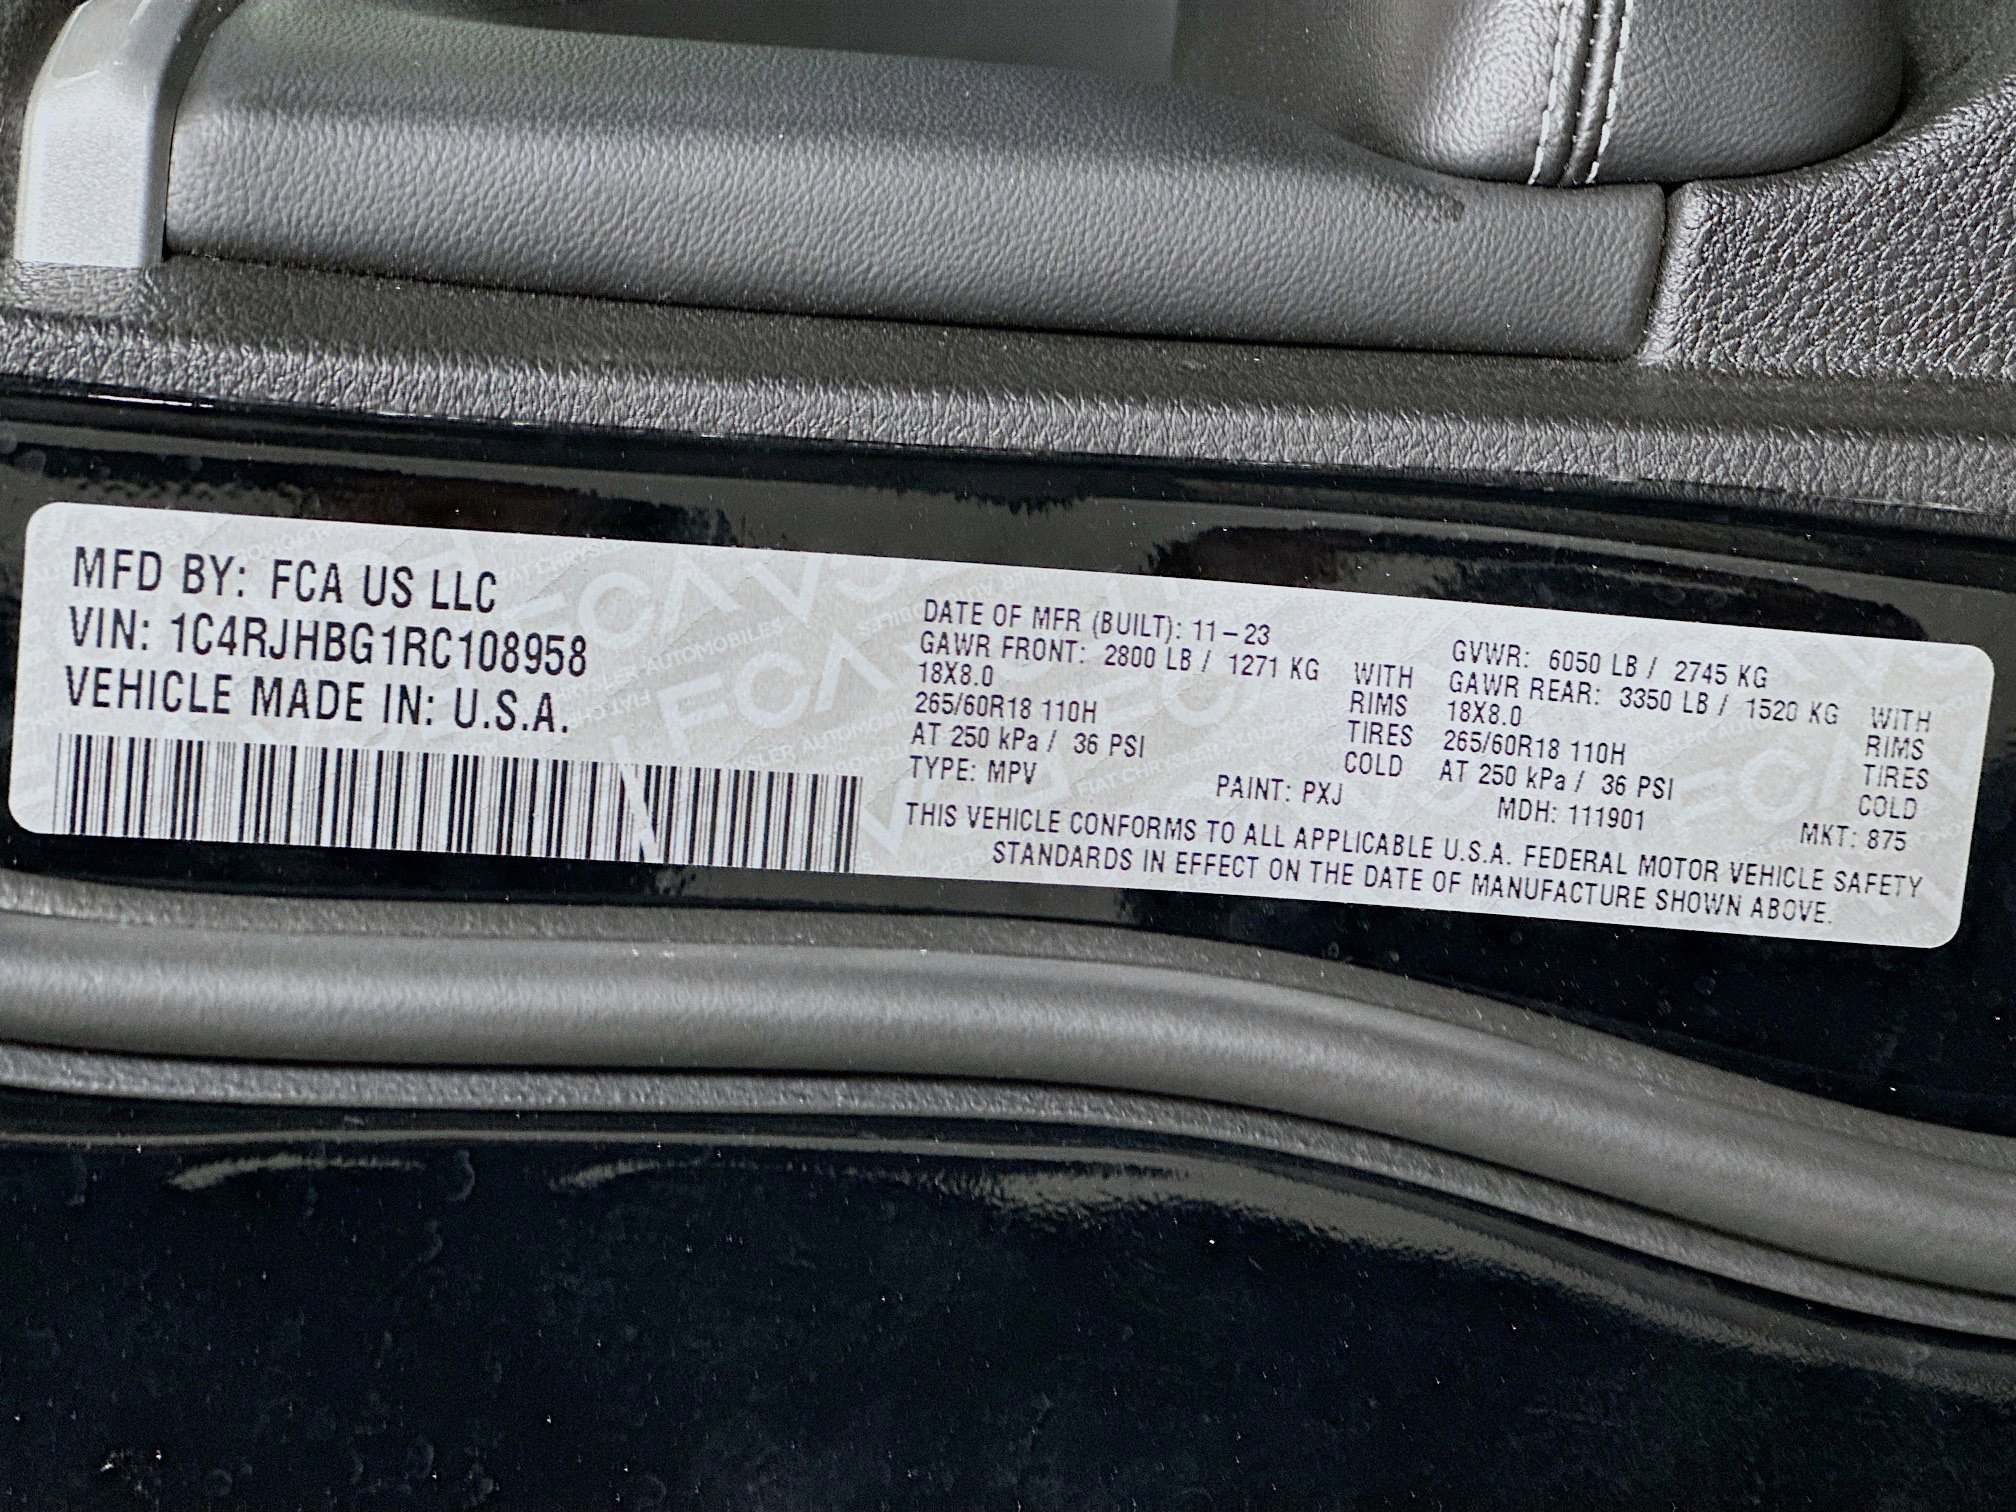 MFD BY: FCA US LLC
VIN: 1C4RJHBG1RC108958
VEHICLE MADE IN: U.S.A.
DATE OF MFR (BUILT): 11-23 GVWR: 6050 LB / 2745 KG
GAWR FRONT: 2800 LB / 1271 KG WITH GAWR REAR: 3350 LB / 1520 KG WITH
18X8.0 RIMS 18X8.0 RIMS
265/60R18 110H TIRES 265/60R18 110H TIRES
AT 250 kPa / 36 PSI COLD AT 250 kPa / 36 PSI COLD
TYPE: MPV PAINT: PXJ MDH: 111901 MKT: 875
THIS VEHICLE CONFORMS TO ALL APPLICABLE U.S.A. FEDERAL MOTOR VEHICLE SAFETY
STANDARDS IN EFFECT ON THE DATE OF MANUFACTURE SHOWN ABOVE.